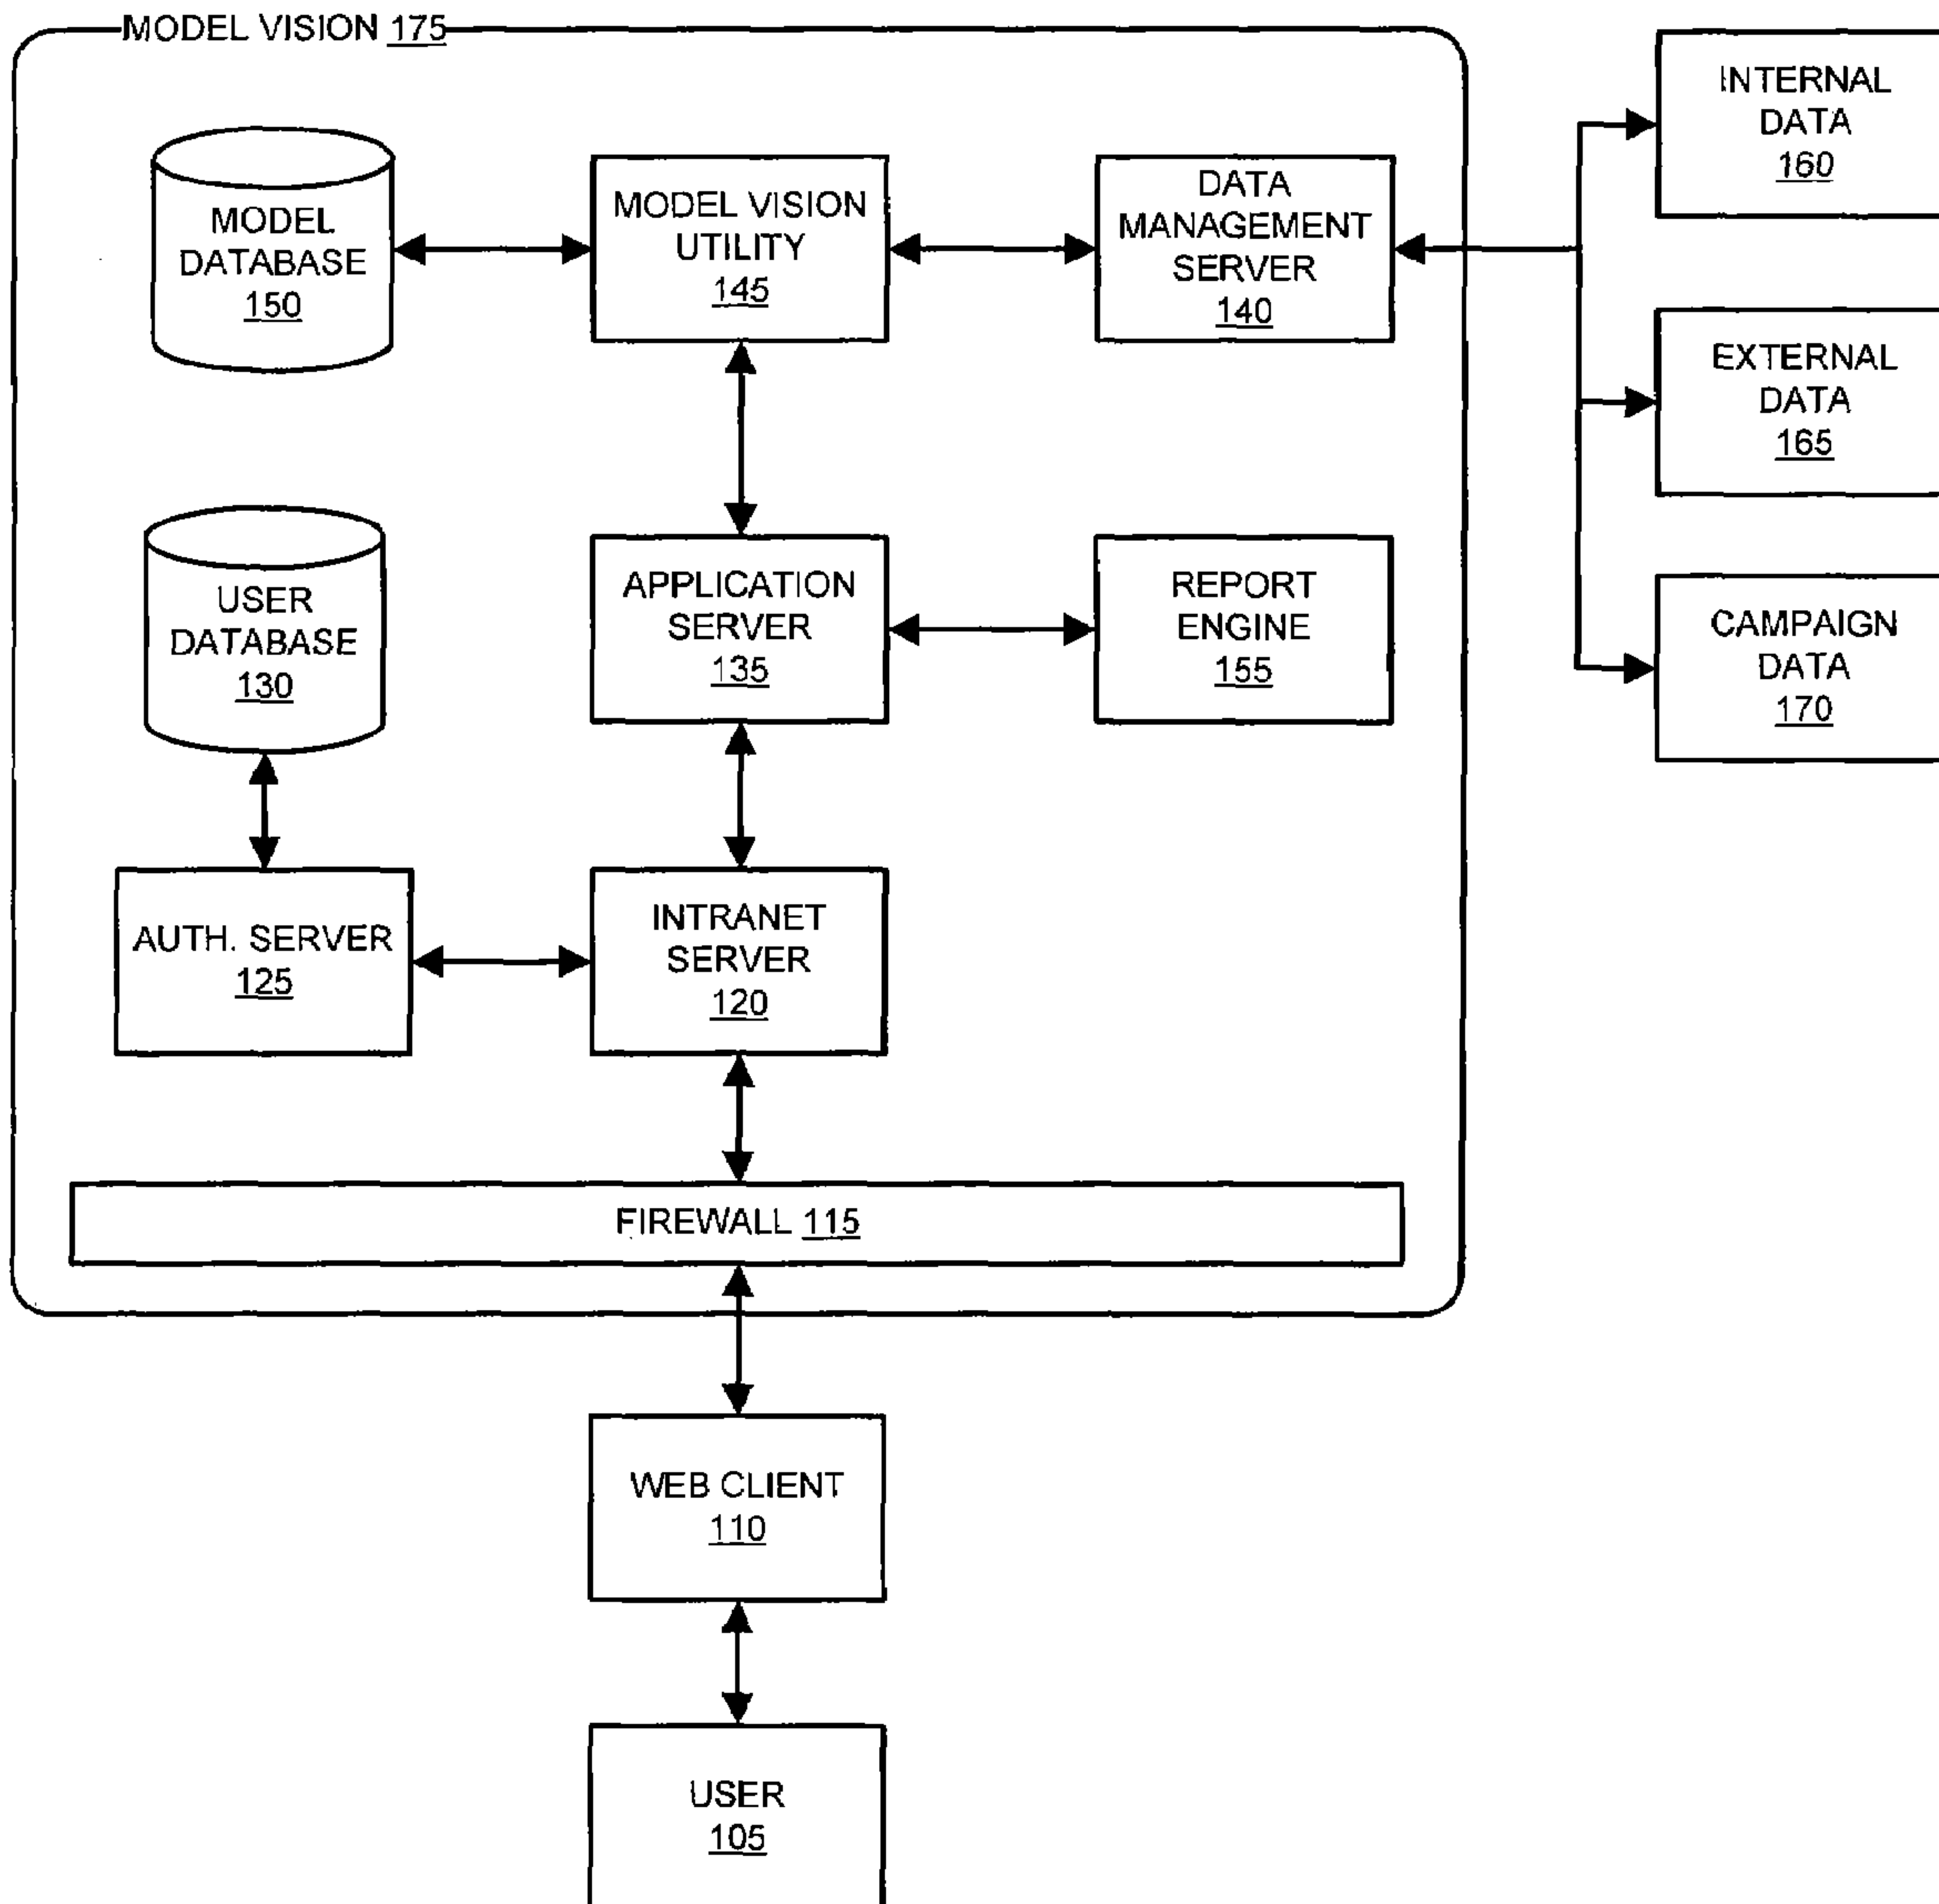 MODEL VISION 175
INTERNAL
DATA
160
MODEL
DATABASE
150
MODEL VISION
UTILITY
145
DATA
MANAGEMENT
SERVER
140
EXTERNAL
DATA
165
USER
DATABASE
130
APPLICATION
SERVER
135
REPORT
ENGINE
155
CAMPAIGN
DATA
170
AUTH. SERVER
125
INTRANET
SERVER
120
FIREWALL 115
WEB CLIENT
110
USER
105